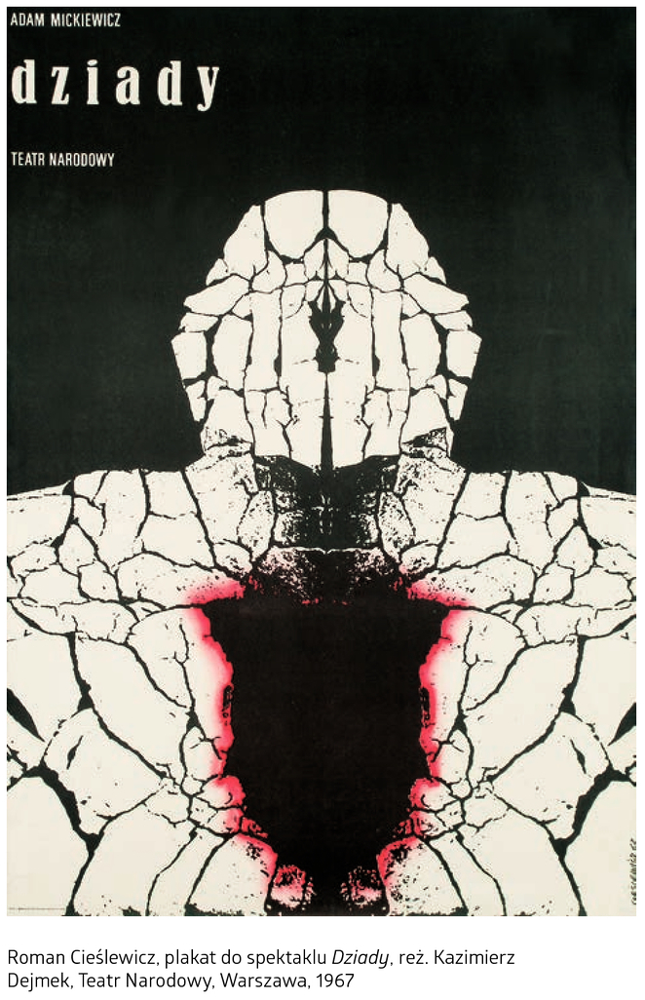 ADAM MICKIEWICZ
dziady
TEATR NARODOWY
Roman Cieślewicz, plakat do spektaklu Dziady, reż. Kazimierz
Dejmek, Teatr Narodowy, Warszawa, 1967